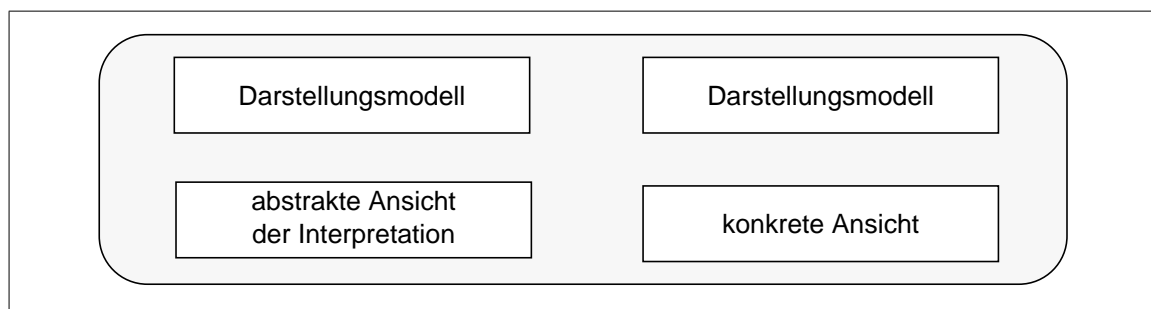 Darstellungsmodell
Darstellungsmodell
abstrakte Ansicht
der Interpretation
konkrete Ansicht